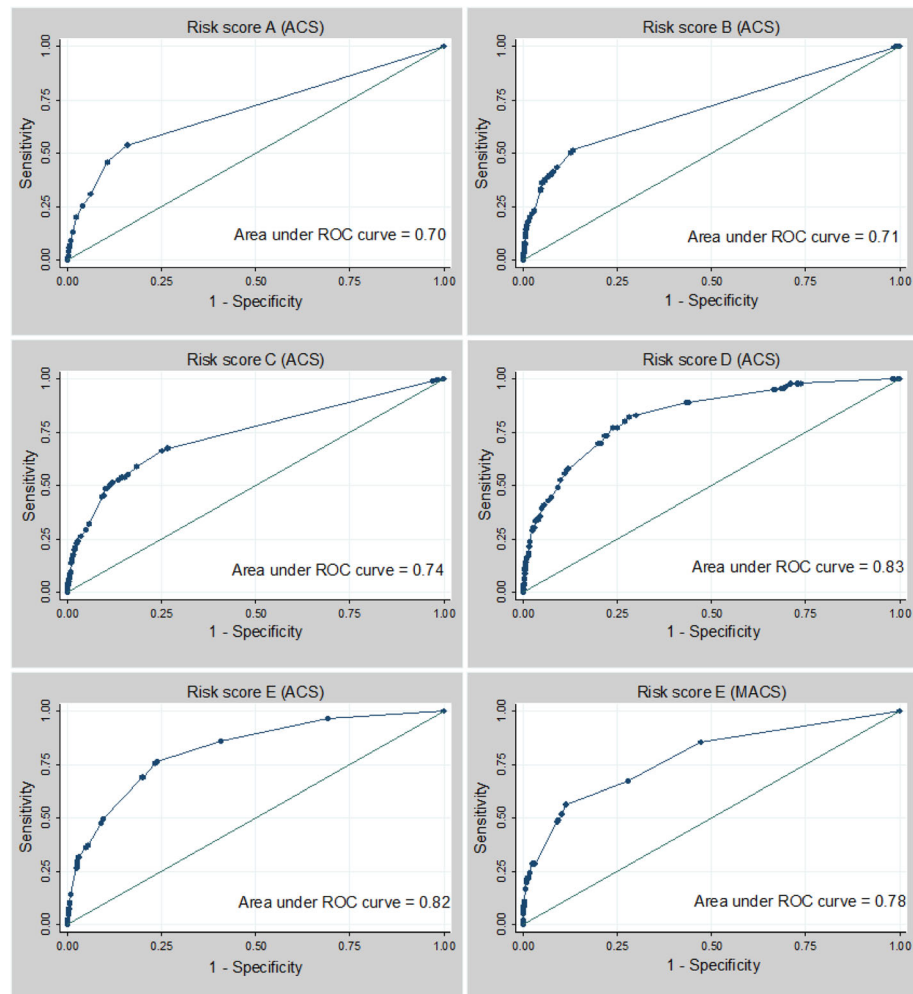 Risk score A (ACS)
Sensitivity
1.00
0.75
0.50
0.25
0.00
Area under ROC curve = 0.70
0.00 0.25 0.50 0.75 1.00
1 - Specificity
Risk score B (ACS)
Sensitivity
1.00
0.75
0.50
0.25
0.00
Area under ROC curve = 0.71
0.00 0.25 0.50 0.75 1.00
1 - Specificity
Risk score C (ACS)
Sensitivity
1.00
0.75
0.50
0.25
0.00
Area under ROC curve = 0.74
0.00 0.25 0.50 0.75 1.00
1 - Specificity
Risk score D (ACS)
Sensitivity
1.00
0.75
0.50
0.25
0.00
Area under ROC curve = 0.83
0.00 0.25 0.50 0.75 1.00
1 - Specificity
Risk score E (ACS)
Sensitivity
1.00
0.75
0.50
0.25
0.00
Area under ROC curve = 0.82
0.00 0.25 0.50 0.75 1.00
1 - Specificity
Risk score E (MACS)
Sensitivity
1.00
0.75
0.50
0.25
0.00
Area under ROC curve = 0.78
0.00 0.25 0.50 0.75 1.00
1 - Specificity